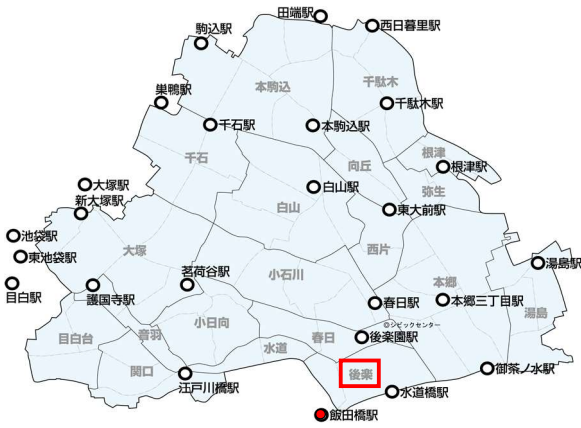 田端駅
西日暮里駅
駒込駅
本駒込
千駄木
巣鴨駅
千駄木駅
千石駅
本駒込駅
千石
向丘
根津
根津駅
大塚駅
白山駅
弥生
新大塚駅
白山
東大前駅
池袋駅
大塚
西片
東池袋駅
湯島駅
茗荷谷駅
小石川
本郷
目白駅
護国寺駅
春日駅
本郷三丁目駅
湯島
小日向
◎シビックセンター
目白台
音羽
水道
春日
後楽園駅
関口
江戸川橋駅
後楽
御茶ノ水駅
水道橋駅
飯田橋駅